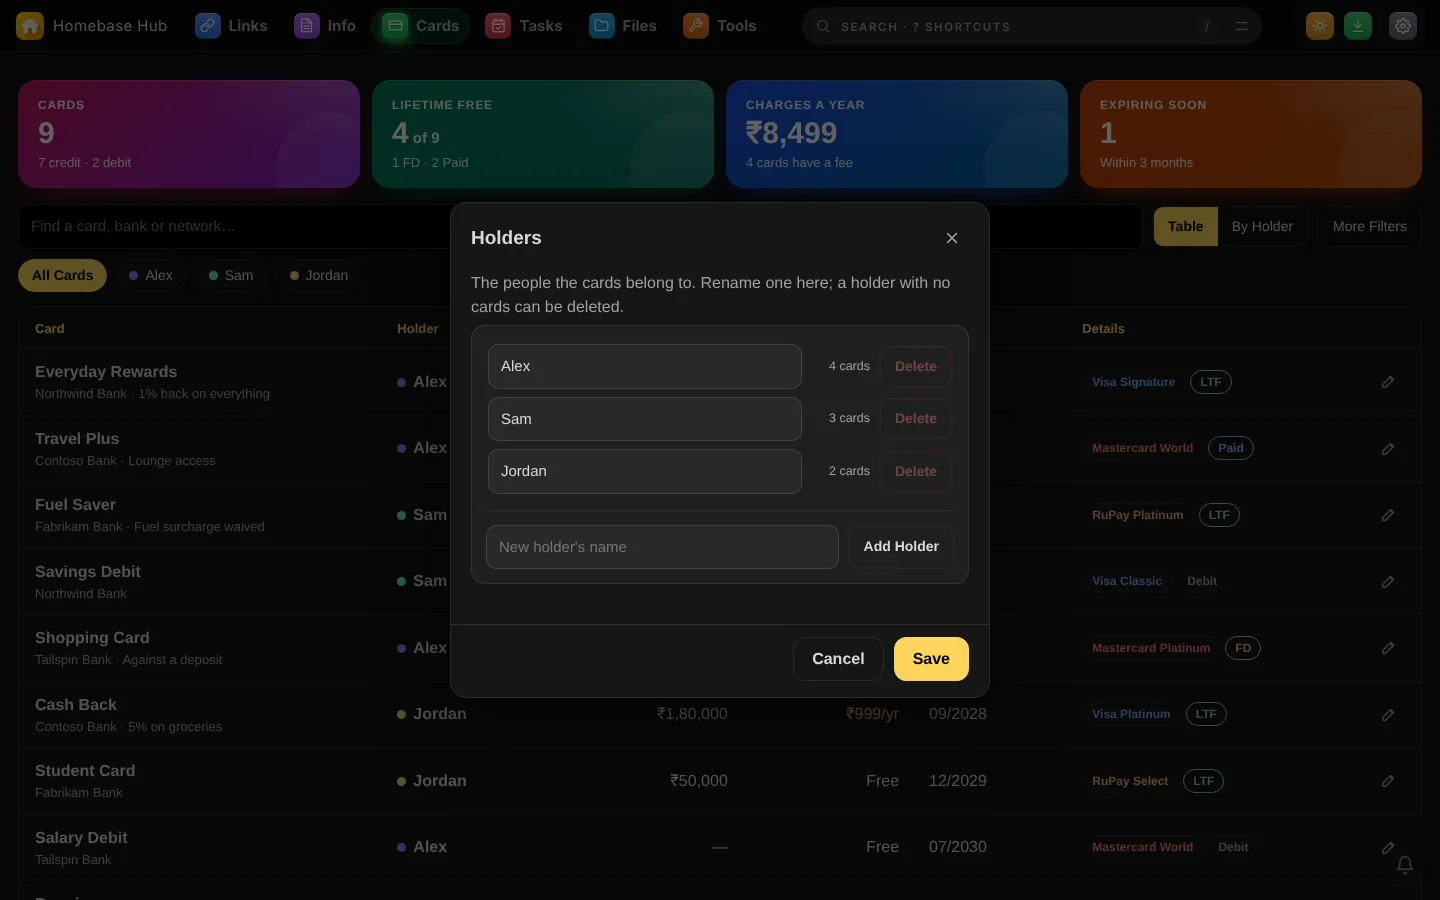 Homebase Hub
Links
Info
Cards
Tasks
Files
Tools
SEARCH · ? SHORTCUTS
/
CARDS
9
7 credit · 2 debit
LIFETIME FREE
4 of 9
1 FD · 2 Paid
CHARGES A YEAR
₹8,499
4 cards have a fee
EXPIRING SOON
1
Within 3 months
Find a card, bank or network…
Table
By Holder
More Filters
All Cards
Alex
Sam
Jordan
Card
Holder
Details
Everyday Rewards
Northwind Bank · 1% back on everything
Alex
Visa Signature
LTF
Travel Plus
Contoso Bank · Lounge access
Alex
Mastercard World
Paid
Fuel Saver
Fabrikam Bank · Fuel surcharge waived
Sam
RuPay Platinum
LTF
Savings Debit
Northwind Bank
Sam
Visa Classic
Debit
Shopping Card
Tailspin Bank · Against a deposit
Alex
Mastercard Platinum
FD
Cash Back
Contoso Bank · 5% on groceries
Jordan
₹1,80,000
₹999/yr
09/2028
Visa Platinum
LTF
Student Card
Fabrikam Bank
Jordan
₹50,000
Free
12/2029
RuPay Select
LTF
Salary Debit
Tailspin Bank
Alex
—
Free
07/2030
Mastercard World
Debit
Holders
The people the cards belong to. Rename one here; a holder with no
cards can be deleted.
Alex
4 cards
Delete
Sam
3 cards
Delete
Jordan
2 cards
Delete
New holder's name
Add Holder
Cancel
Save